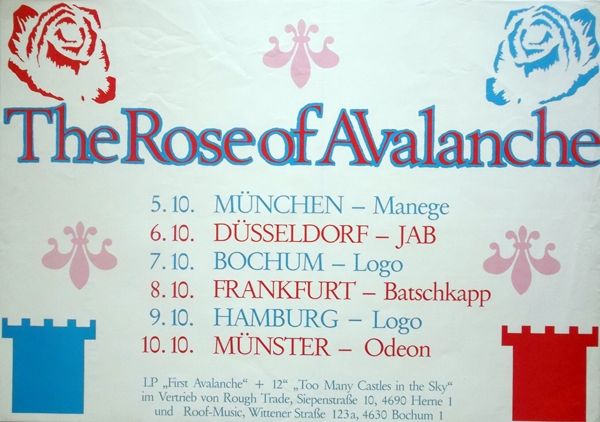 The Rose of Avalanche
5.10. MÜNCHEN – Manege
6.10. DÜSSELDORF – JAB
7.10. BOCHUM – Logo
8.10. FRANKFURT – Batschkapp
9.10. HAMBURG – Logo
10.10. MÜNSTER – Odeon
LP „First Avalanche“ + 12" „Too Many Castles in the Sky“
im Vertrieb von Rough Trade, Siepenstraße 10, 4690 Herne 1
und Roof-Music, Wittener Straße 123a, 4630 Bochum 1